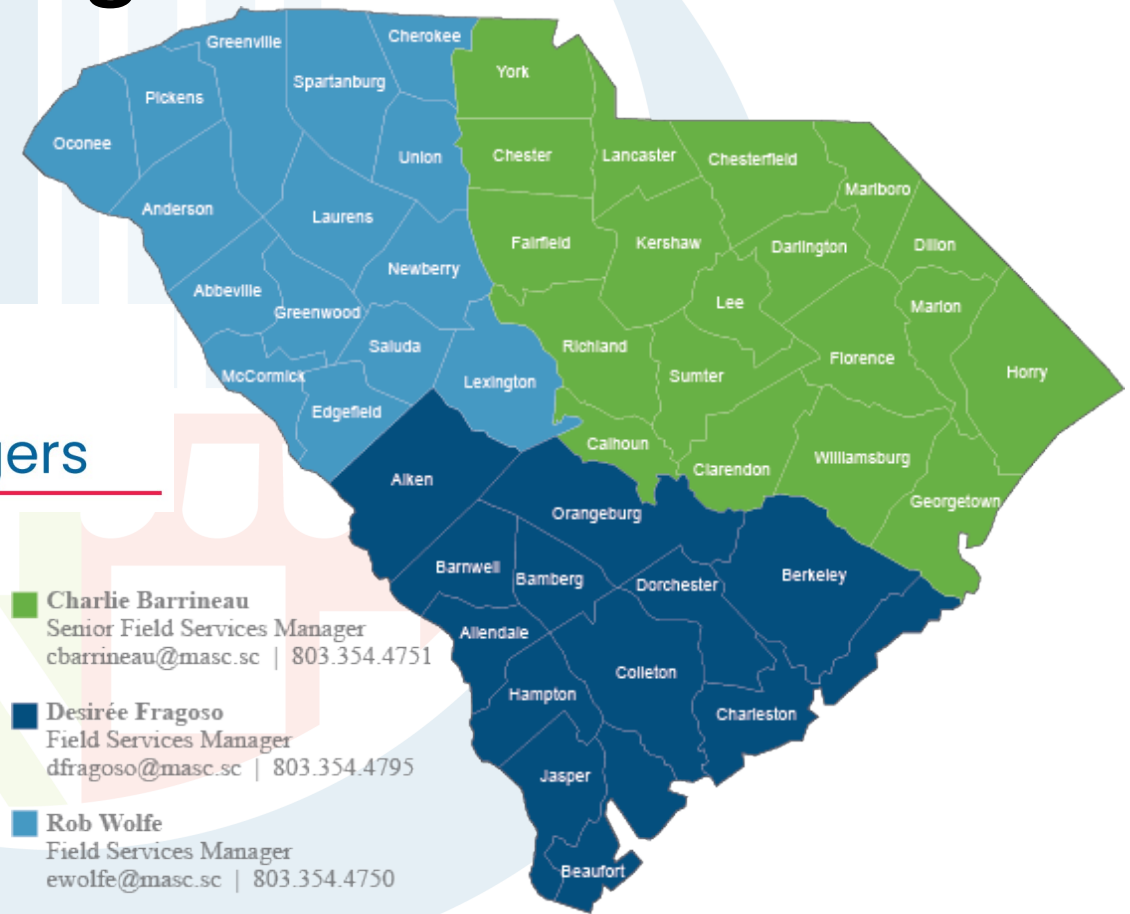 g
gers
Greenville
Cherokee
York
Spartanburg
Pickens
Oconee
Union
Chester
Lancaster
Chesterfield
Marlboro
Anderson
Laurens
Fairfield
Kershaw
Darlington
Dillon
Newberry
Abbeville
Greenwood
Lee
Marion
Saluda
Richland
Florence
McCormick
Lexington
Sumter
Horry
Edgefield
Calhoun
Clarendon
Williamsburg
Aiken
Georgetown
Orangeburg
Barnwell
Bamberg
Dorchester
Berkeley
Allendale
Colleton
Hampton
Charleston
Jasper
Beaufort
Charlie Barrineau
Senior Field Services Manager
cbarrineau@masc.sc | 803.354.4751
Desirée Fragoso
Field Services Manager
dfragoso@masc.sc | 803.354.4795
Rob Wolfe
Field Services Manager
ewolfe@masc.sc | 803.354.4750